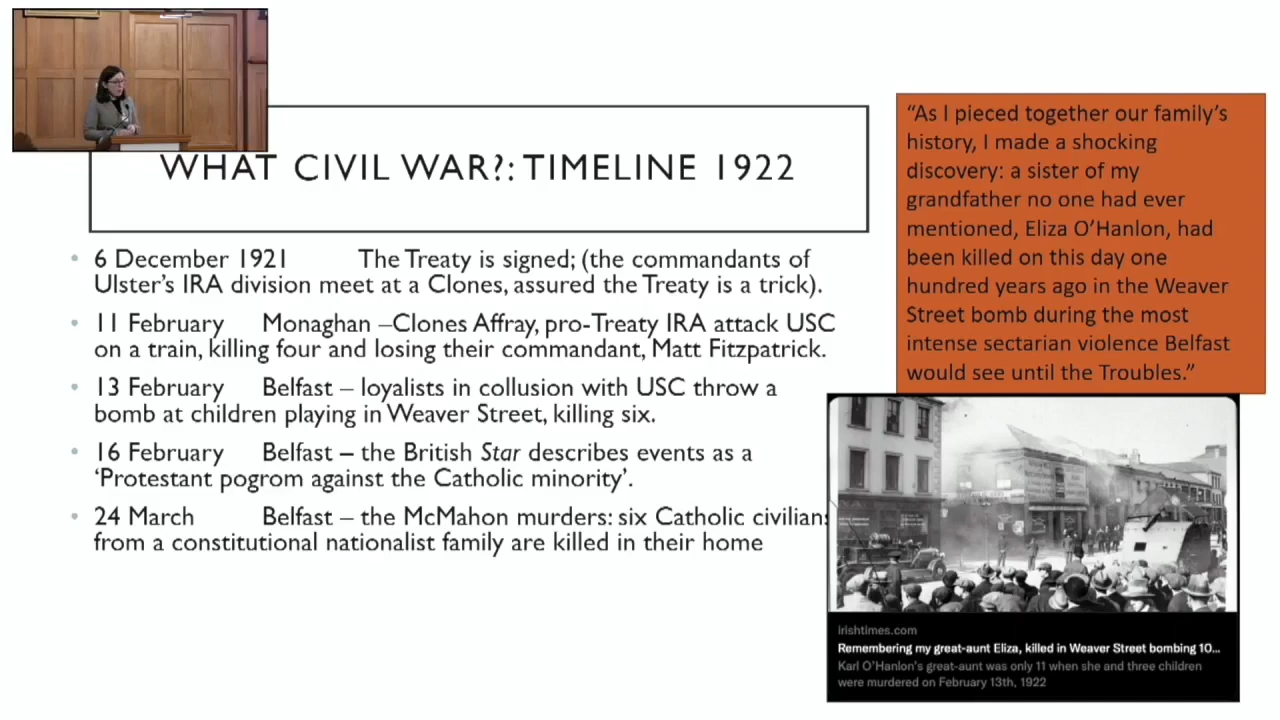 WHAT CIVIL WAR?: TIMELINE 1922
• 6 December 1921 The Treaty is signed; (the commandants of
Ulster's IRA division meet at a Clones, assured the Treaty is a trick).
• 11 February Monaghan –Clones Affray, pro-Treaty IRA attack USC
on a train, killing four and losing their commandant, Matt Fitzpatrick.
• 13 February Belfast – loyalists in collusion with USC throw a
bomb at children playing in Weaver Street, killing six.
• 16 February Belfast – the British Star describes events as a
'Protestant pogrom against the Catholic minority'.
• 24 March Belfast – the McMahon murders: six Catholic civilians
from a constitutional nationalist family are killed in their home
"As I pieced together our family's
history, I made a shocking
discovery: a sister of my
grandfather no one had ever
mentioned, Eliza O'Hanlon, had
been killed on this day one
hundred years ago in the Weaver
Street bomb during the most
intense sectarian violence Belfast
would see until the Troubles."
irishtimes.com
Remembering my great-aunt Eliza, killed in Weaver Street bombing 10...
Karl O'Hanlon's great-aunt was only 11 when she and three children
were murdered on February 13th, 1922